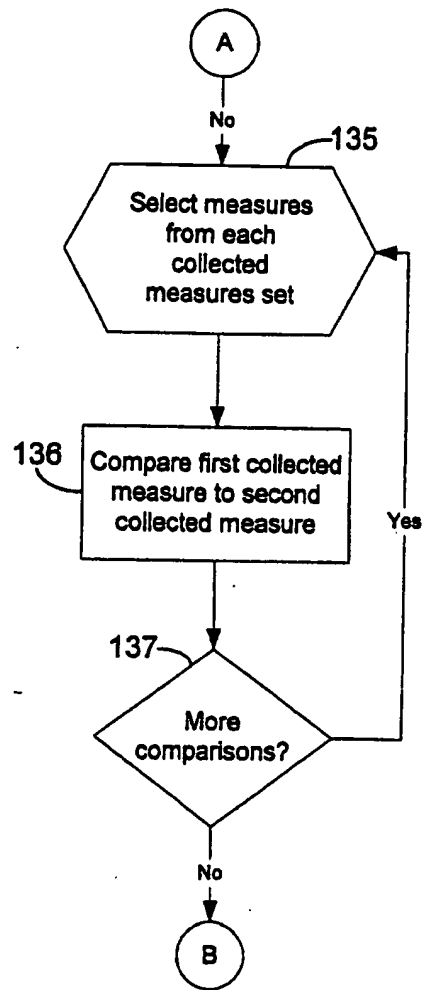 A
No
135
Select measures
from each
collected
measures set
136
Compare first collected
measure to second
collected measure
Yes
137
More
comparisons?
No
B